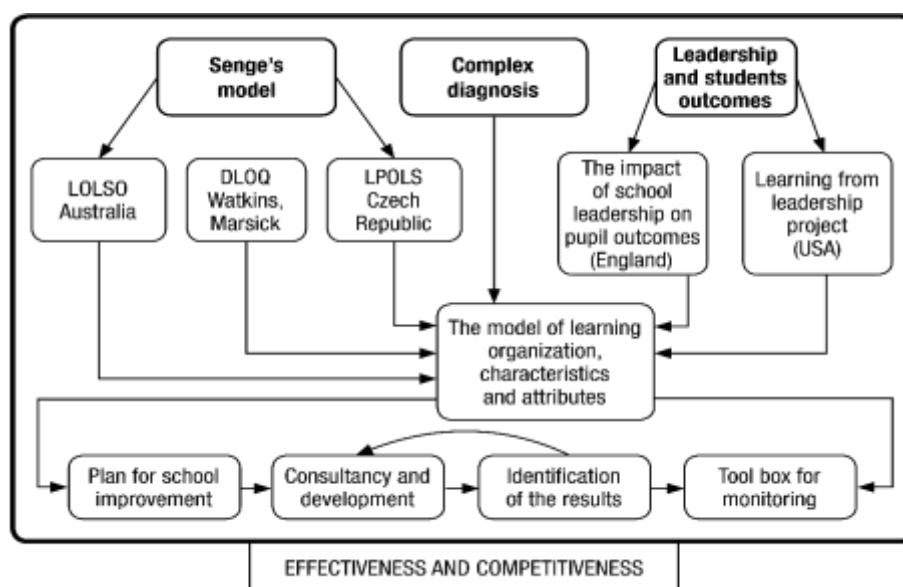 Senge's
model
Complex
diagnosis
Leadership
and students
outcomes
LOLSO
Australia
DLOQ
Watkins,
Marsick
LPOLS
Czech
Republic
The impact
of school
leadership on
pupil outcomes
(England)
Learning from
leadership
project
(USA)
The model of learning
organization,
characteristics
and attributes
Plan for school
improvement
Consultancy and
development
Identification
of the results
Tool box for
monitoring
EFFECTIVENESS AND COMPETITIVENESS